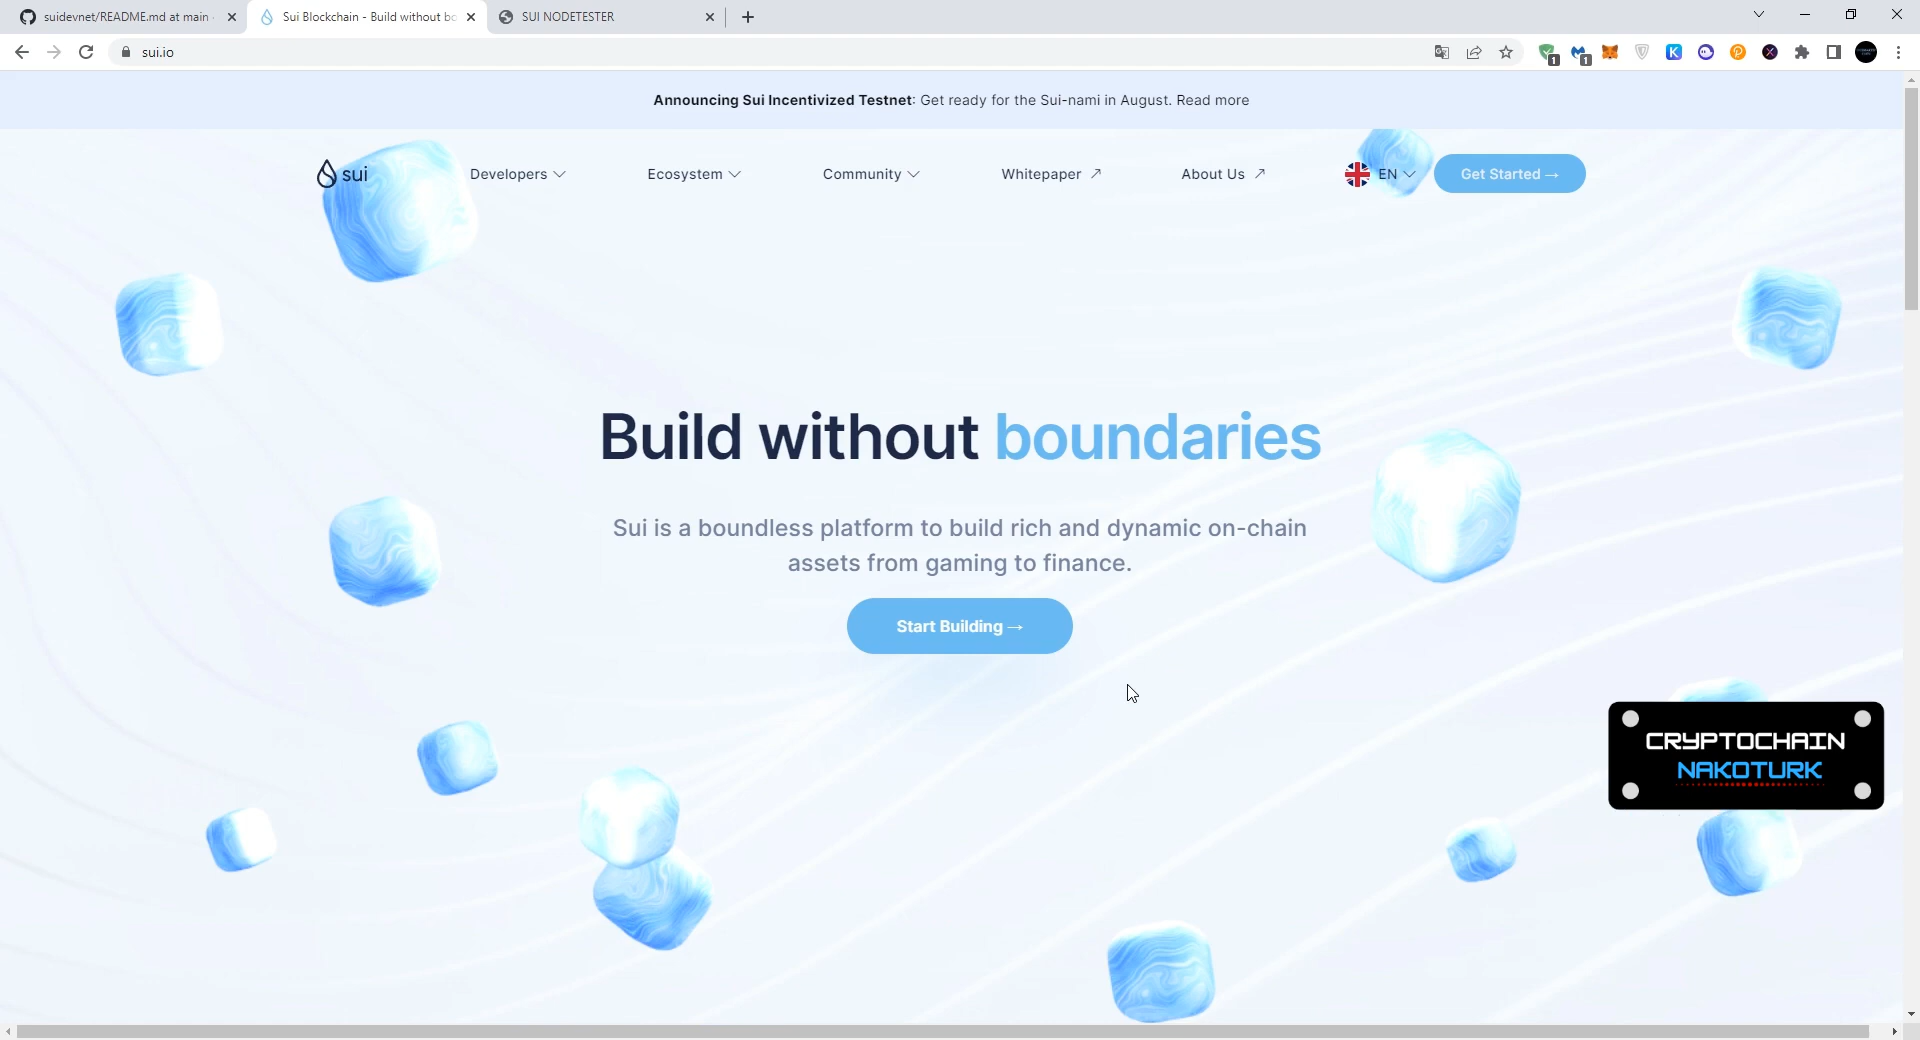 suidevnet/README.md at main
Sui Blockchain - Build without bo
SUI NODETESTER
sui.io
1
1
K
Announcing Sui Incentivized Testnet: Get ready for the Sui-nami in August. Read more
sui
Developers
Ecosystem
Community
Whitepaper ↗
About Us ↗
EN
Get Started →
Build without boundaries
Sui is a boundless platform to build rich and dynamic on-chain
assets from gaming to finance.
Start Building →
CRYPTOCHAIN
NAKOTURK